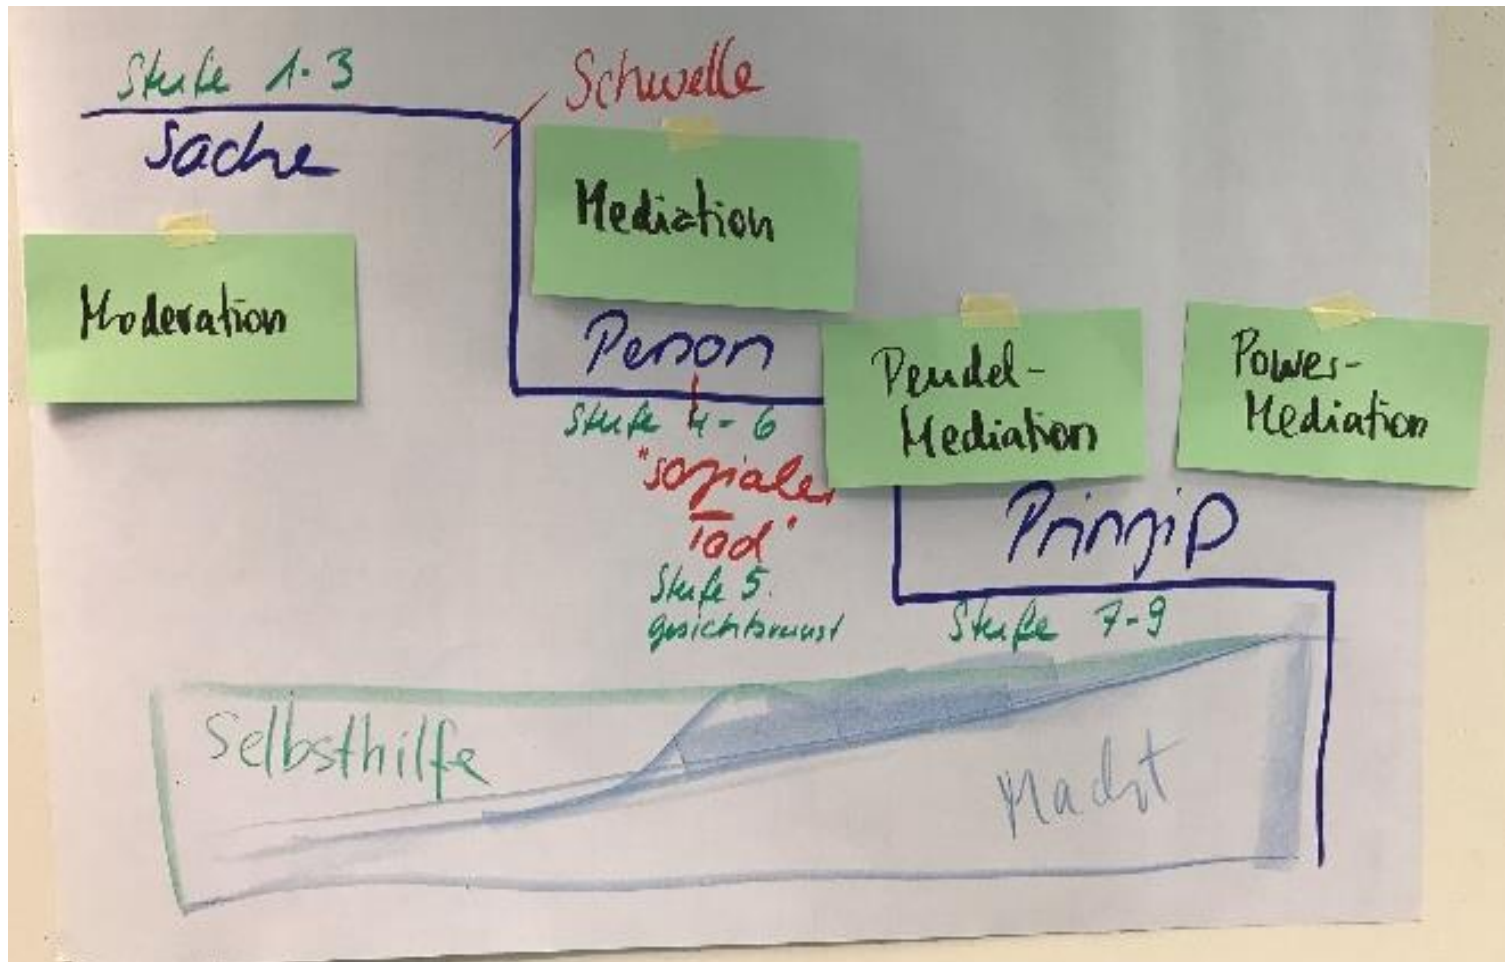 Stufe 1-3
Schwelle
Sache
Mediation
Moderation
Person
Pendel-
Mediation
Power-
Mediation
Stufe 4-6
"sozialer
Tod"
Prinzip
Stufe 5.
Stufe 7-9
Selbsthilfe
Macht